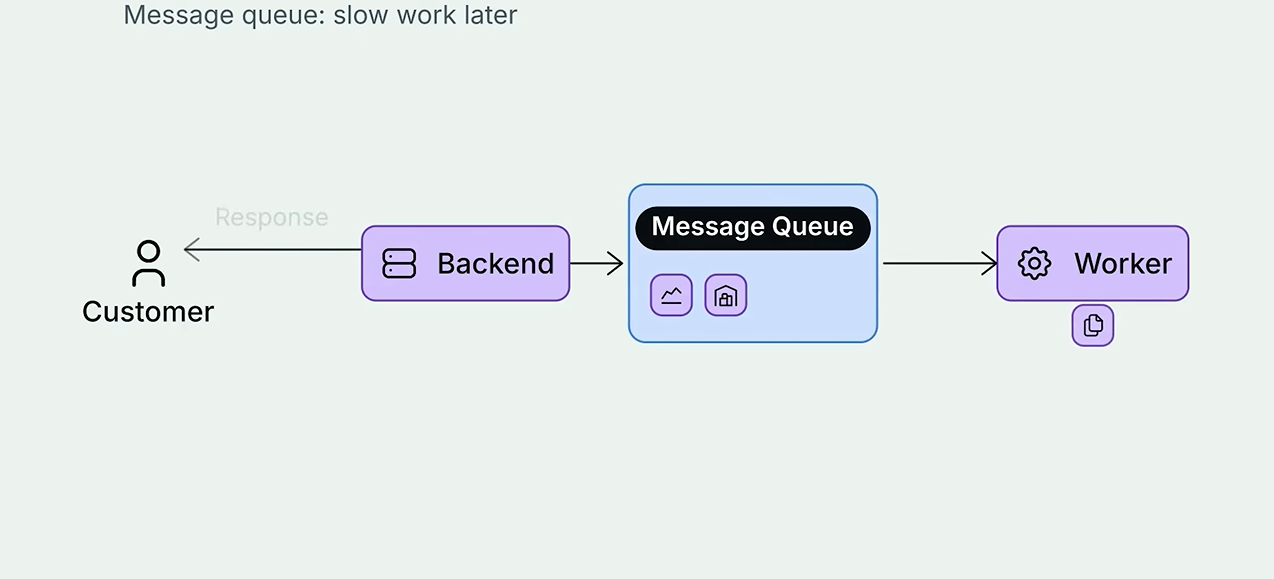 Message queue: slow work later
Response
Customer
Backend
Message Queue
Worker